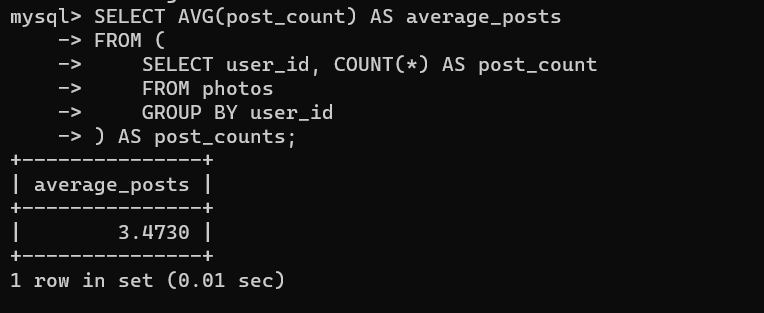 mysql> SELECT AVG(post_count) AS average_posts
    -> FROM (
    ->     SELECT user_id, COUNT(*) AS post_count
    ->     FROM photos
    ->     GROUP BY user_id
    -> ) AS post_counts;
+---------------+
| average_posts |
+---------------+
|        3.4730 |
+---------------+
1 row in set (0.01 sec)